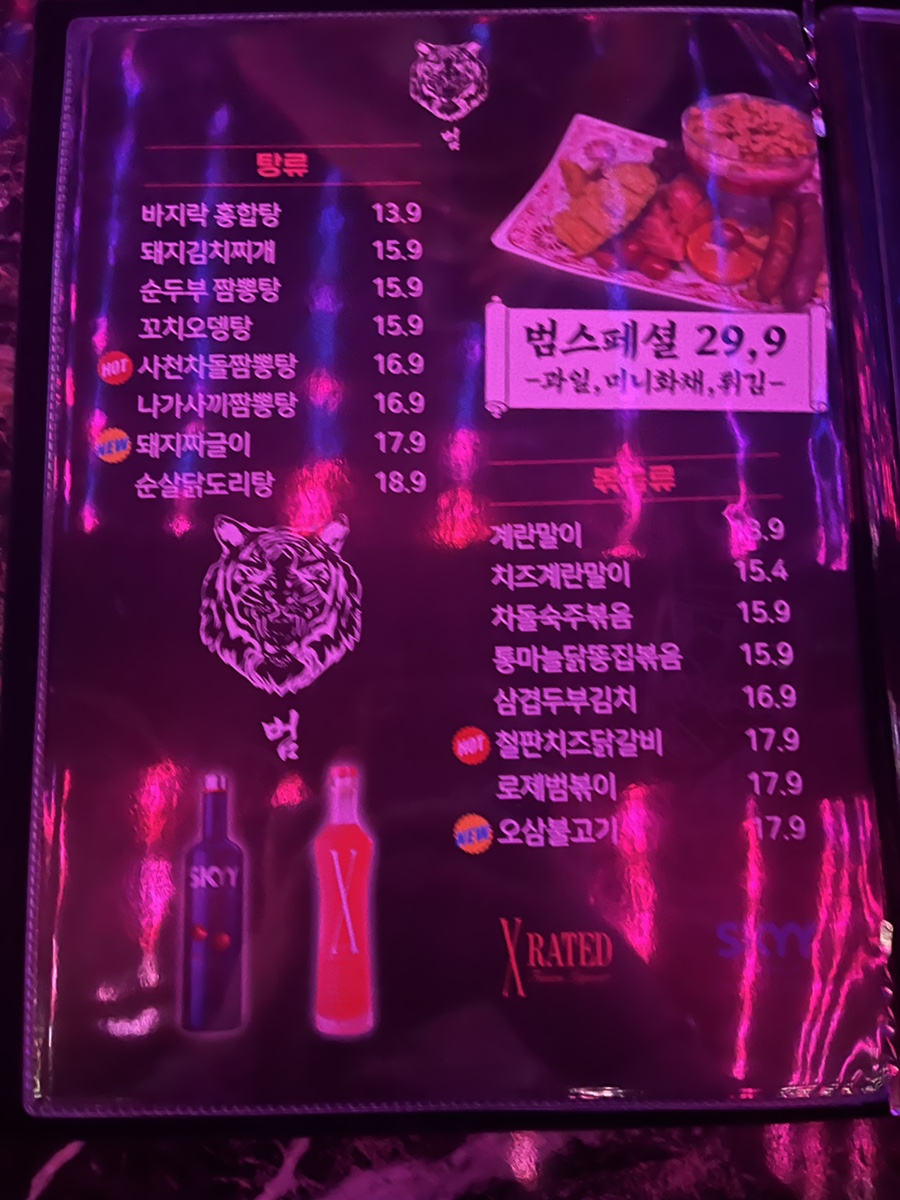 범
탕류
바지락 홍합탕 13.9
돼지김치찌개 15.9
순두부 짬뽕탕 15.9
꼬치오뎅탕 15.9
HOT 사천차돌짬뽕탕 16.9
나가사끼짬뽕탕 16.9
NEW 돼지짜글이 17.9
순살닭도리탕 18.9
범
SKYY
X
범스페셜 29,9
-과일,미니화채,튀김-
계란말이
치즈계란말이 15.4
차돌숙주볶음 15.9
통마늘닭똥집볶음 15.9
삼겹두부김치 16.9
HOT 철판치즈닭갈비 17.9
로제범볶이 17.9
NEW 오삼불고기 17.9
X RATED
SKYY